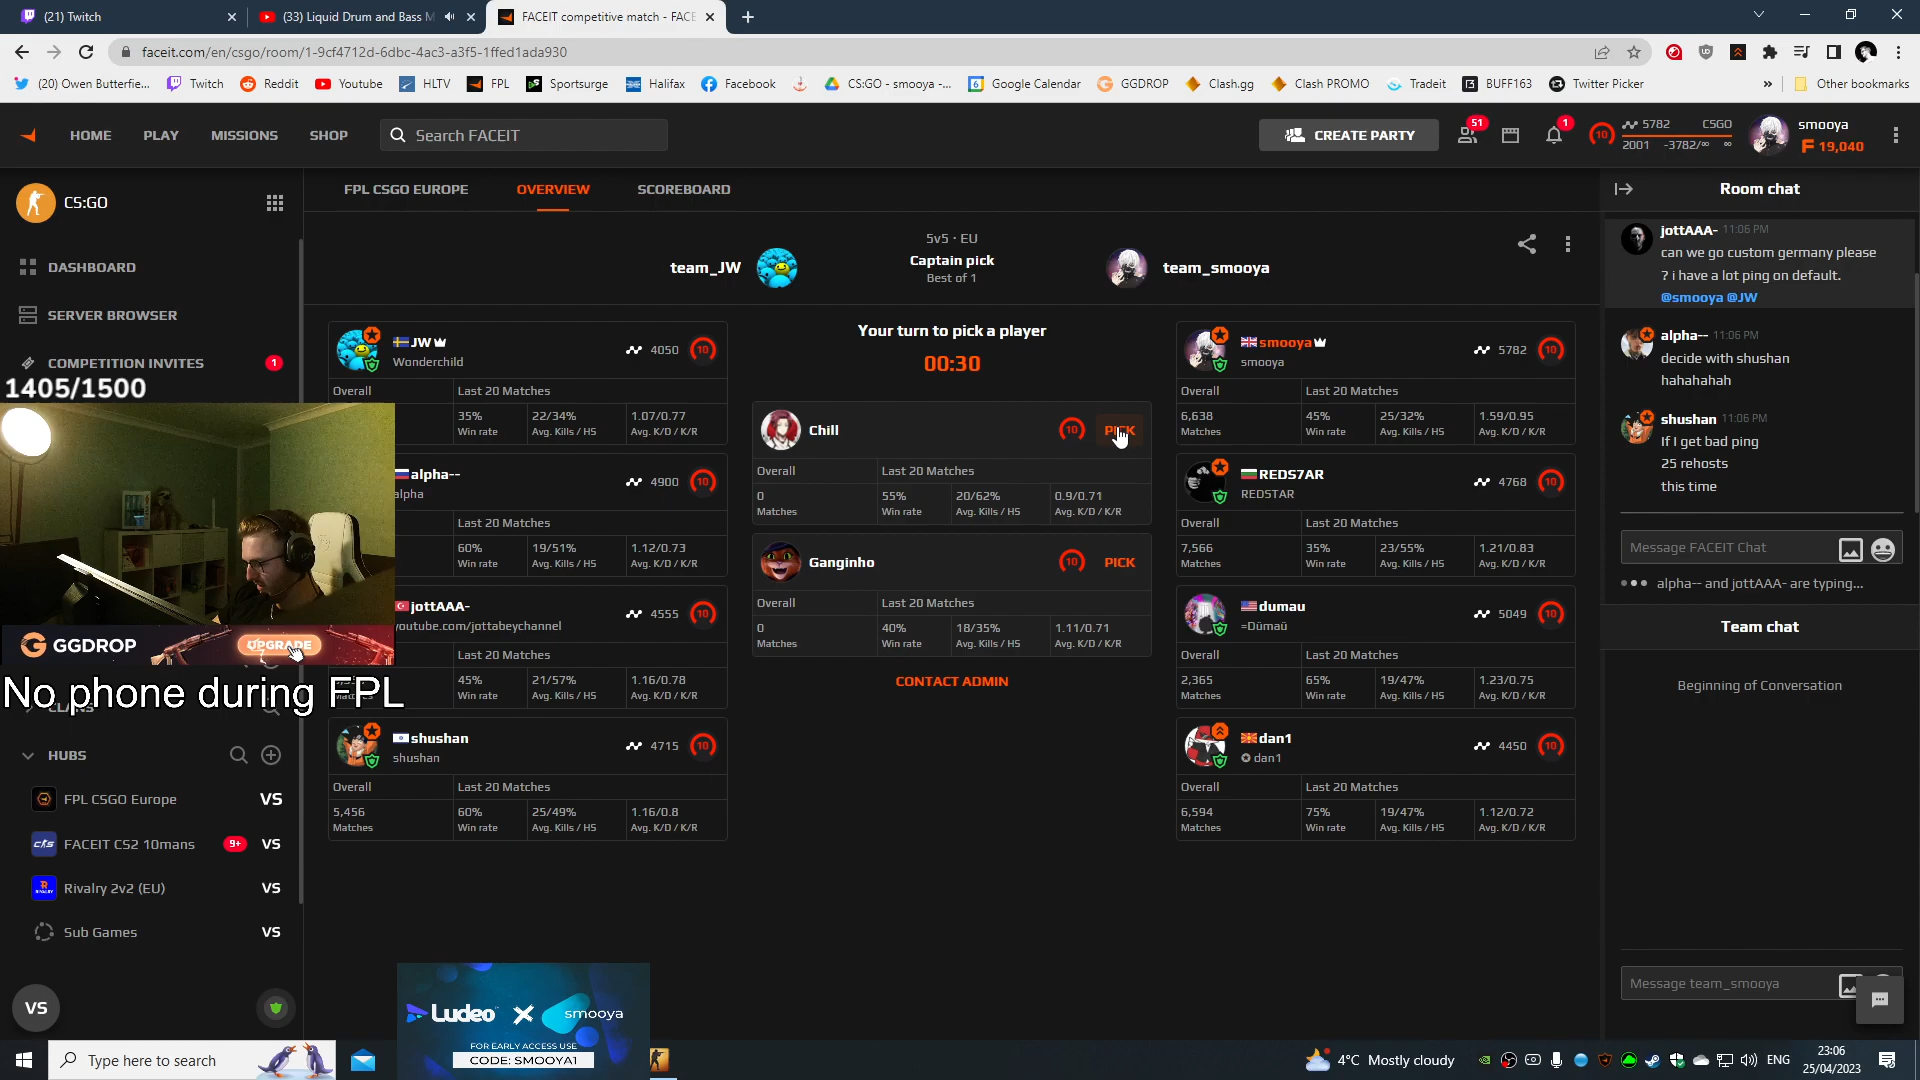 (21) Twitch
(33) Liquid Drum and Bass M
FACEIT competitive match - FACE
faceit.com/en/csgo/room/1-9cf4712d-6dbc-4ac3-a3f5-1ffed1ada930
(20) Owen Butterfie...
Twitch
Reddit
Youtube
HLTV
FPL
Sportsurge
Halifax
Facebook
CS:GO - smooya -...
Google Calendar
GGDROP
Clash.gg
Clash PROMO
Tradeit
BUFF163
Twitter Picker
Other bookmarks
HOME
PLAY
MISSIONS
SHOP
Search FACEIT
CREATE PARTY
51
1
10
5782
CSGO
2001 -3782/∞ ∞
smooya
19,040
CS:GO
DASHBOARD
SERVER BROWSER
COMPETITION INVITES
1
1405/1500
GGDROP
UPGRADE
No phone during FPL
CLANS
HUBS
FPL CSGO Europe
VS
FACEIT CS2 10mans
9+
VS
Rivalry 2v2 (EU)
VS
Sub Games
VS
VS
FPL CSGO EUROPE
OVERVIEW
SCOREBOARD
team_JW
5v5 · EU
Captain pick
Best of 1
team_smooya
JW
Wonderchild
4050
10
Overall
Last 20 Matches
35%
Win rate
22/34%
Avg. Kills / HS
1.07/0.77
Avg. K/D / K/R
alpha--
alpha
4900
10
Last 20 Matches
60%
Win rate
19/51%
Avg. Kills / HS
1.12/0.73
Avg. K/D / K/R
jottAAA-
youtube.com/jottabeychannel
4555
10
Last 20 Matches
45%
Win rate
21/57%
Avg. Kills / HS
1.16/0.78
Avg. K/D / K/R
shushan
shushan
4715
10
Overall
Last 20 Matches
5,456
Matches
60%
Win rate
25/49%
Avg. Kills / HS
1.16/0.8
Avg. K/D / K/R
Your turn to pick a player
00:30
Chill
10
PICK
Overall
Last 20 Matches
0
Matches
55%
Win rate
20/62%
Avg. Kills / HS
0.9/0.71
Avg. K/D / K/R
Ganginho
10
PICK
Overall
Last 20 Matches
0
Matches
40%
Win rate
18/35%
Avg. Kills / HS
1.11/0.71
Avg. K/D / K/R
CONTACT ADMIN
smooya
smooya
5782
10
Overall
Last 20 Matches
6,638
Matches
45%
Win rate
25/32%
Avg. Kills / HS
1.59/0.95
Avg. K/D / K/R
REDS7AR
REDSTAR
4768
10
Overall
Last 20 Matches
7,566
Matches
35%
Win rate
23/55%
Avg. Kills / HS
1.21/0.83
Avg. K/D / K/R
dumau
=Dümaü
5049
10
Overall
Last 20 Matches
2,365
Matches
65%
Win rate
19/47%
Avg. Kills / HS
1.23/0.75
Avg. K/D / K/R
dan1
dan1
4450
10
Overall
Last 20 Matches
6,594
Matches
75%
Win rate
19/47%
Avg. Kills / HS
1.12/0.72
Avg. K/D / K/R
Room chat
jottAAA- 11:06 PM
can we go custom germany please
? i have a lot ping on default.
@smooya @JW
alpha-- 11:06 PM
decide with shushan
hahahahah
shushan 11:06 PM
If I get bad ping
25 rehosts
this time
Message FACEIT Chat
alpha-- and jottAAA- are typing...
Team chat
Beginning of Conversation
Message team_smooya
Ludeo X smooya
FOR EARLY ACCESS USE
CODE: SMOOYA1
Type here to search
4°C Mostly cloudy
ENG
23:06
25/04/2023